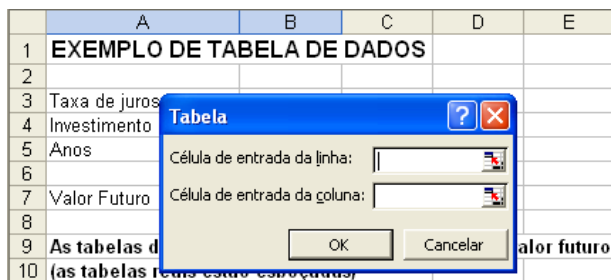 A B C D E
1 EXEMPLO DE TABELA DE DADOS
2
3 Taxa de juros
4 Investimento
5 Anos
6
7 Valor Futuro
8
9 As tabelas d alor futuro
10 (as tabelas
Tabela
Célula de entrada da linha:
Célula de entrada da coluna:
OK Cancelar